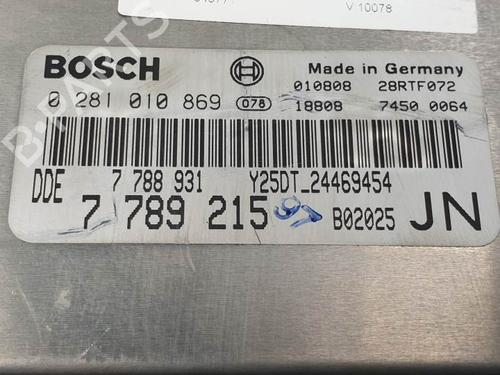 V 10078
BOSCH
Made in Germany
010808 28RTF072
0 281 010 869 078 18808 7450 0064
DDE 7 788 931 Y25DT_24469454
7 789 215 B02025 JN
B-PARTS